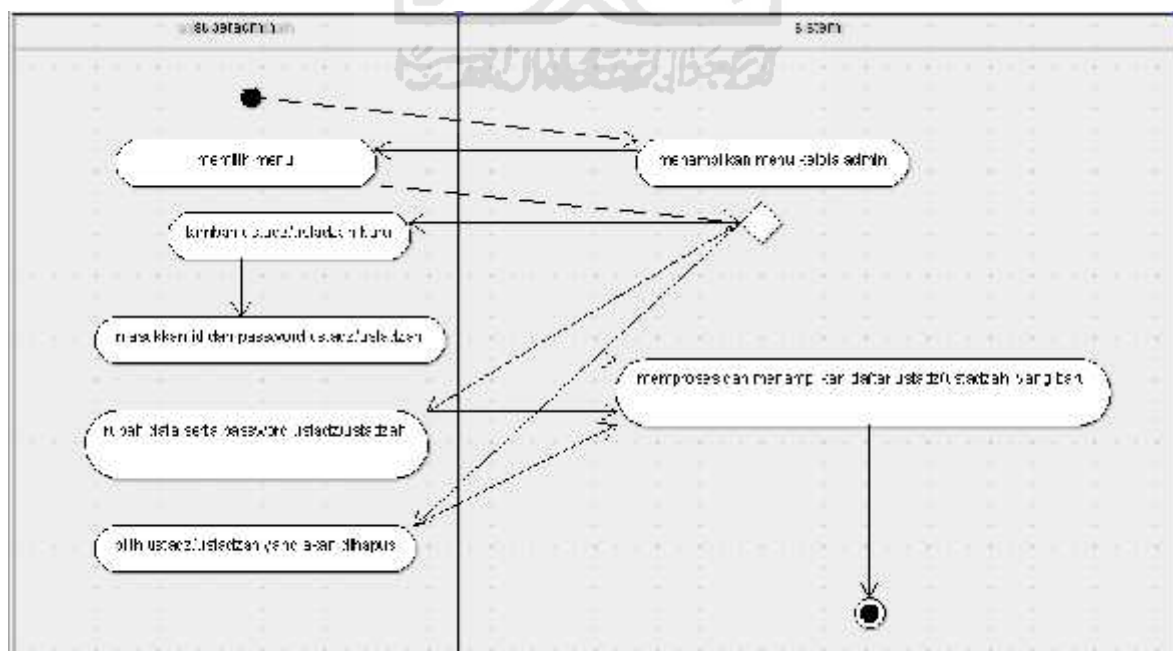 superadmin
sistem
memilih menu
menampilkan menu kelola admin
tambah ustadz/ustadzah baru
masukkan id dan password ustadz/ustadzah
memproses dan menampilkan daftar ustadz/ustadzah yang baru
rubah data serta password ustadz/ustadzah
pilih ustadz/ustadzah yang akan dihapus